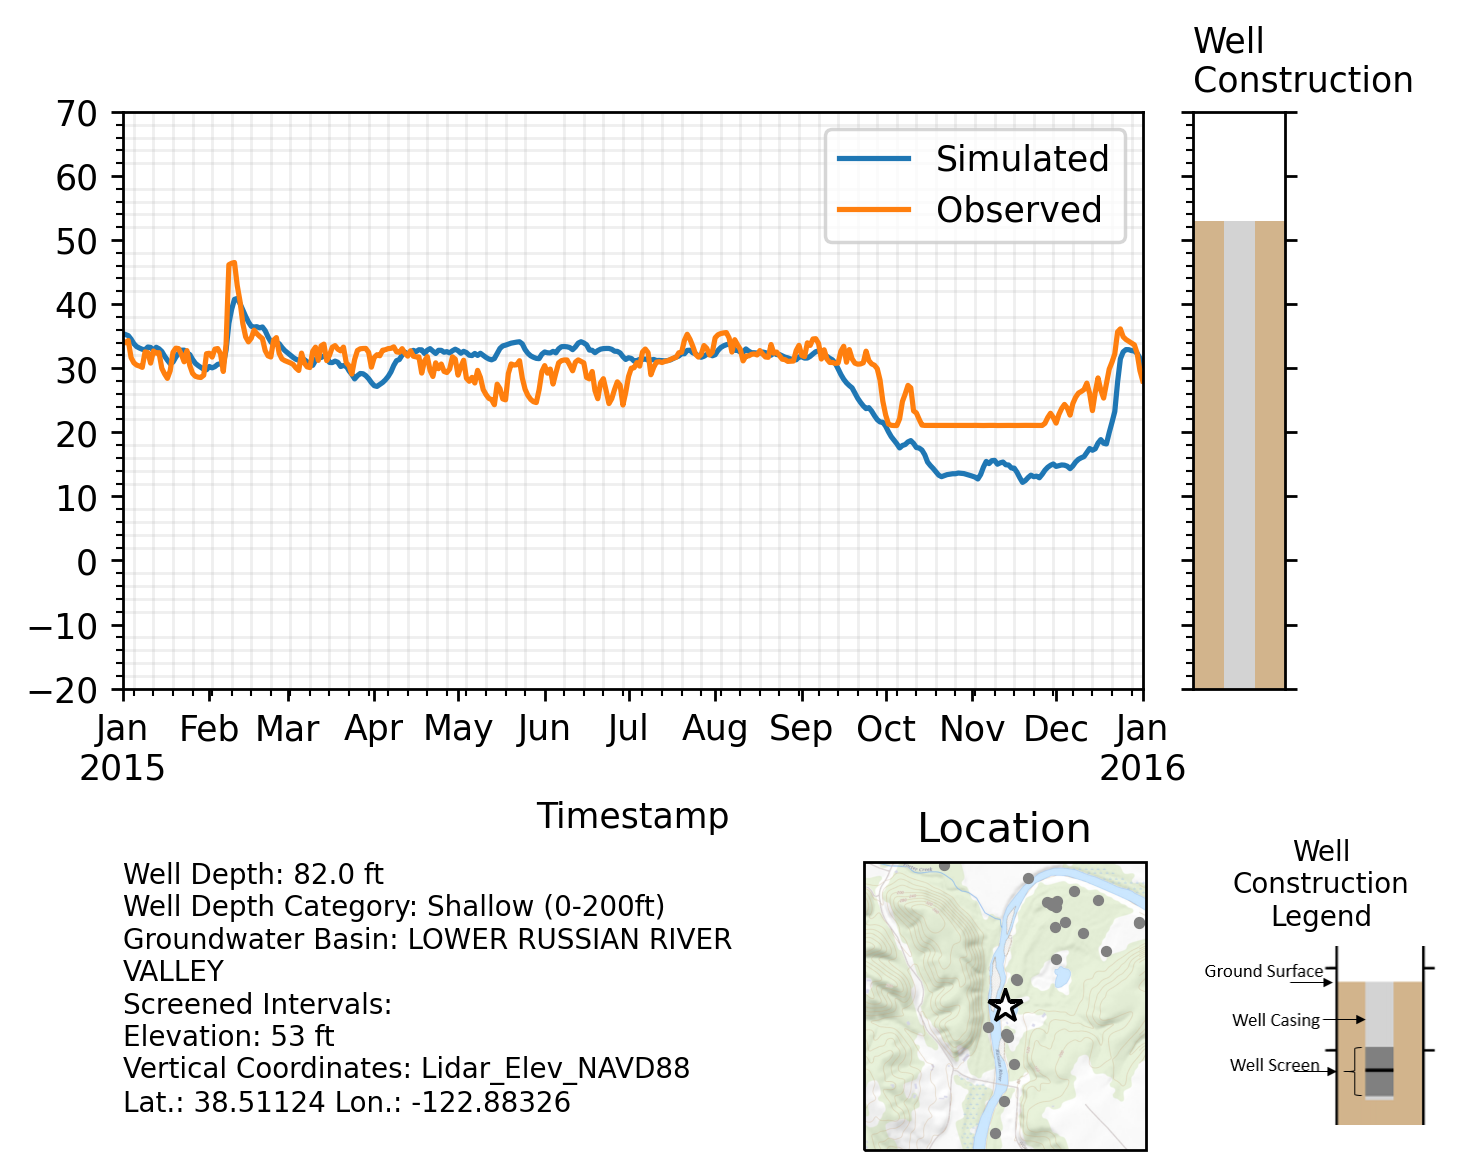 Well
Construction
70
60
50
40
30
20
10
0
−10
−20
Simulated
Observed
Jan
2015
Feb
Mar
Apr
May
Jun
Jul
Aug
Sep
Oct
Nov
Dec
Jan
2016
Timestamp
Well Depth: 82.0 ft
Well Depth Category: Shallow (0-200ft)
Groundwater Basin: LOWER RUSSIAN RIVER
VALLEY
Screened Intervals:
Elevation: 53 ft
Vertical Coordinates: Lidar_Elev_NAVD88
Lat.: 38.51124 Lon.: -122.88326
Location
Well
Construction
Legend
Ground Surface
Well Casing
Well Screen